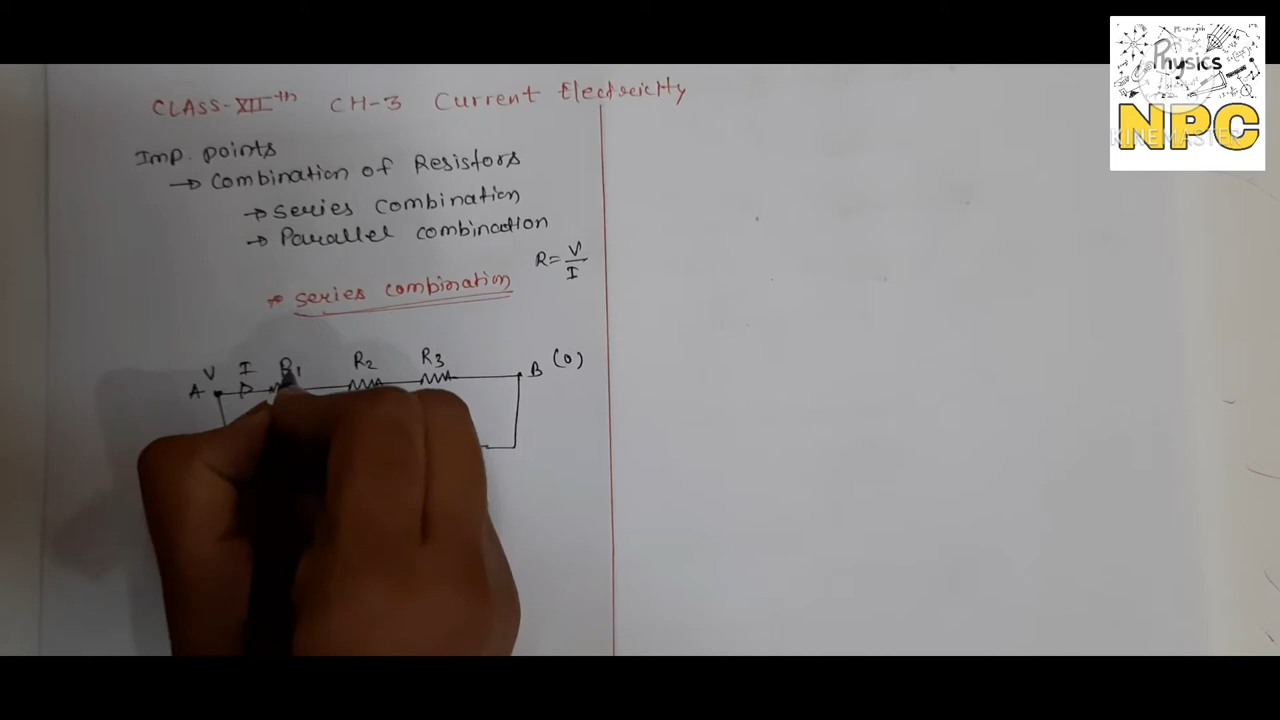 CLASS-XIIth CH-3 Current Electricity
Imp. points
→ Combination of Resistors
→ Series combination
→ Parallel combination
R = V/I
* Series combination
V I R1 R2 R3
A B (0)
Physics
NPC
KINEMASTER